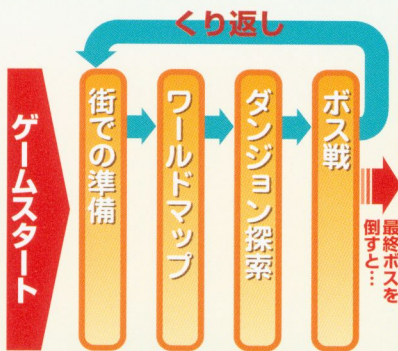 くり返し
ゲームスタート
街での準備
ワールドマップ
ダンジョン探索
ボス戦
最終ボスを
倒すと…